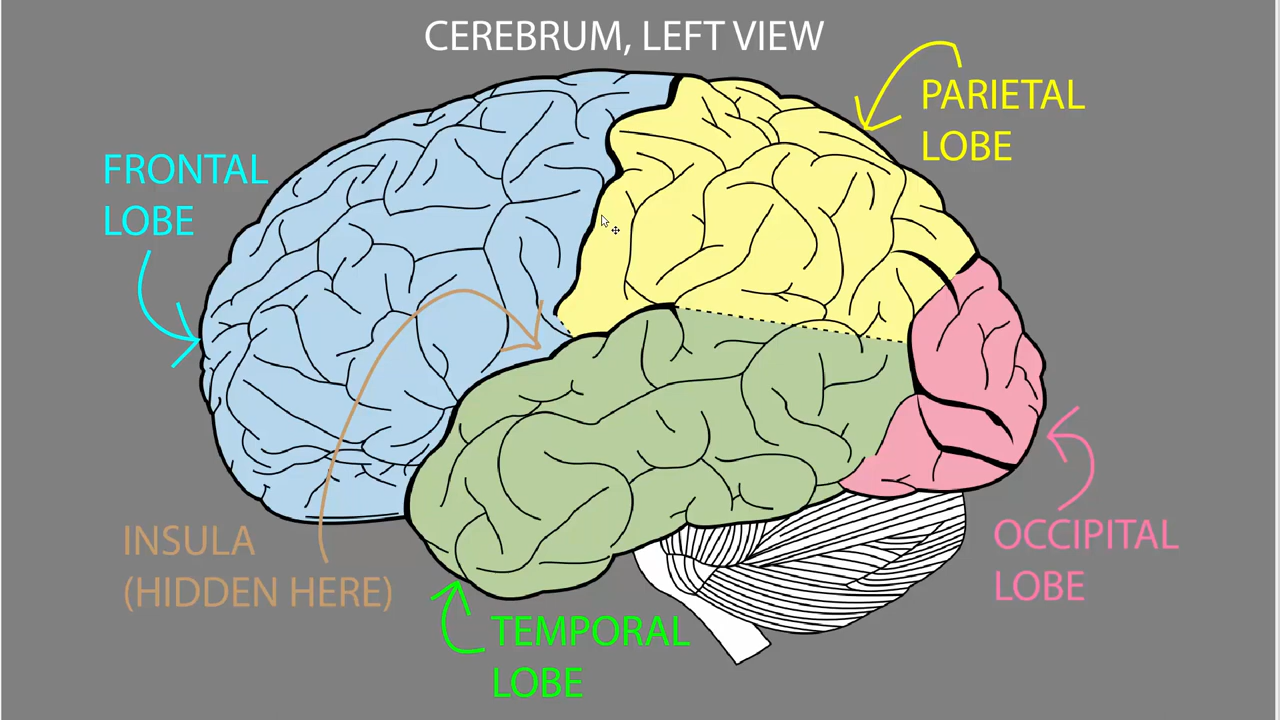 CEREBRUM, LEFT VIEW
PARIETAL
LOBE
FRONTAL
LOBE
INSULA
(HIDDEN HERE)
OCCIPITAL
LOBE
TEMPORAL
LOBE